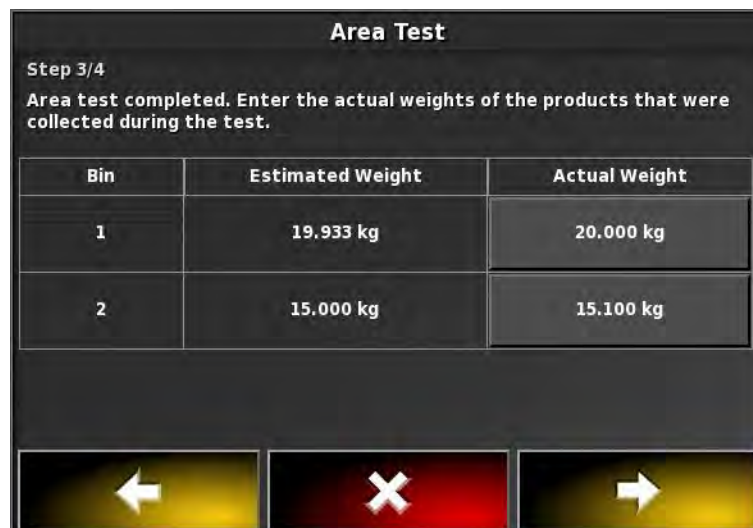 Area Test
Step 3/4
Area test completed. Enter the actual weights of the products that were
collected during the test.
Bin Estimated Weight Actual Weight
1 19.933 kg 20.000 kg
2 15.000 kg 15.100 kg